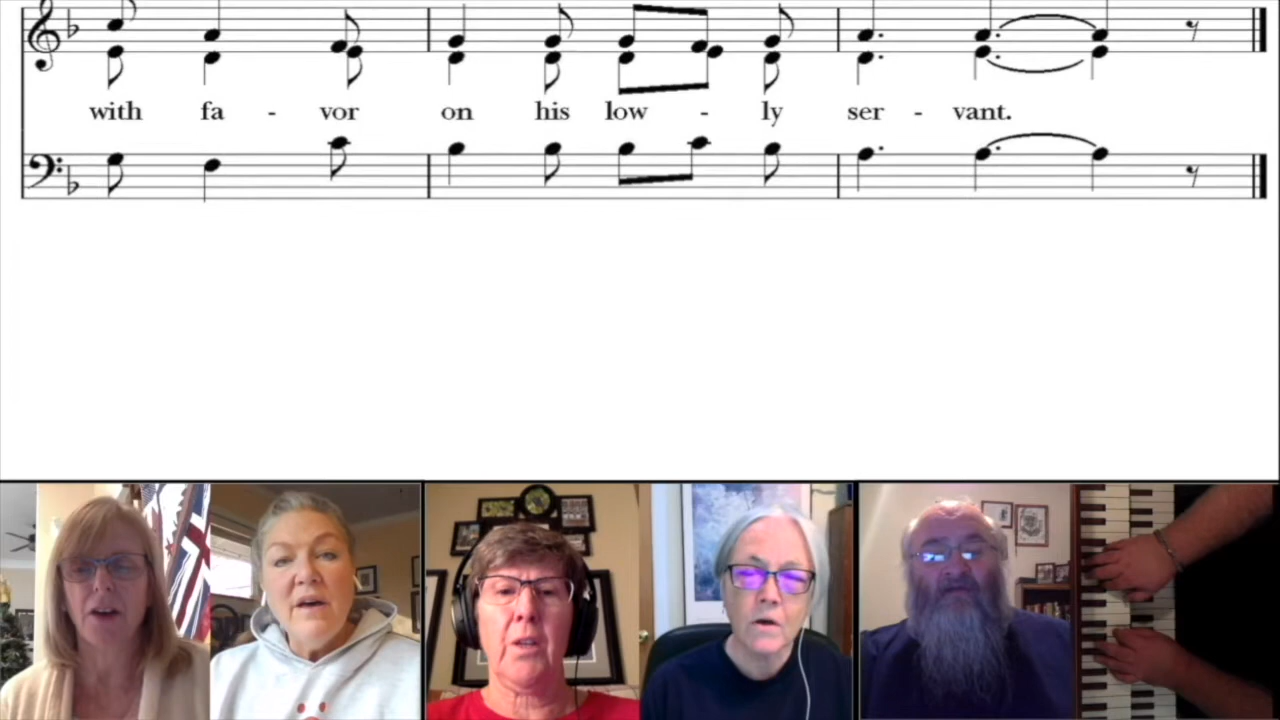 with fa - vor on his low - ly ser - vant.